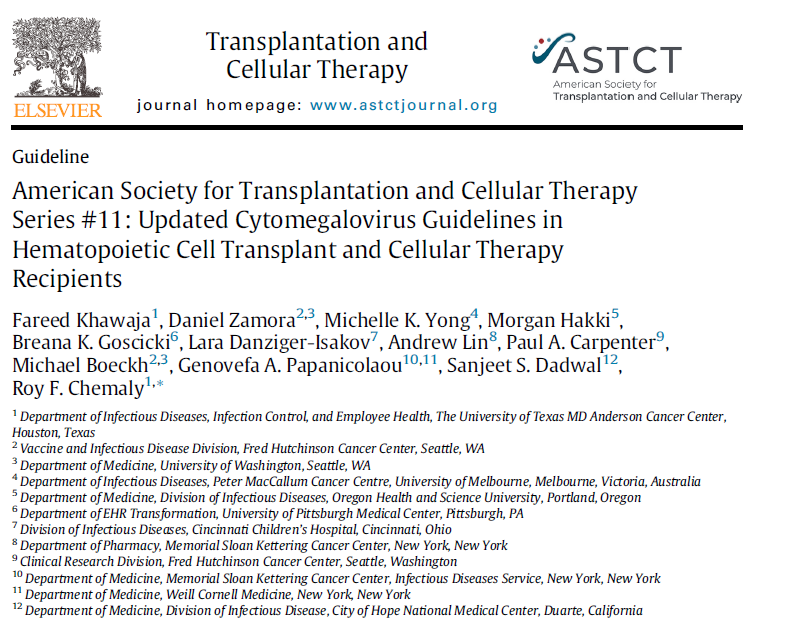 Transplantation and
Cellular Therapy
journal homepage: www.astctjournal.org
ELSEVIER
ASTCT
American Society for
Transplantation and Cellular Therapy
Guideline
American Society for Transplantation and Cellular Therapy
Series #11: Updated Cytomegalovirus Guidelines in
Hematopoietic Cell Transplant and Cellular Therapy
Recipients
Fareed Khawaja1, Daniel Zamora2,3, Michelle K. Yong4, Morgan Hakki5,
Breana K. Goscicki6, Lara Danziger-Isakov7, Andrew Lin8, Paul A. Carpenter9,
Michael Boeckh2,3, Genovefa A. Papanicolaou10,11, Sanjeet S. Dadwal12,
Roy F. Chemaly1,*
1 Department of Infectious Diseases, Infection Control, and Employee Health, The University of Texas MD Anderson Cancer Center,
Houston, Texas
2 Vaccine and Infectious Disease Division, Fred Hutchinson Cancer Center, Seattle, WA
3 Department of Medicine, University of Washington, Seattle, WA
4 Department of Infectious Diseases, Peter MacCallum Cancer Centre, University of Melbourne, Melbourne, Victoria, Australia
5 Department of Medicine, Division of Infectious Diseases, Oregon Health and Science University, Portland, Oregon
6 Department of EHR Transformation, University of Pittsburgh Medical Center, Pittsburgh, PA
7 Division of Infectious Diseases, Cincinnati Children's Hospital, Cincinnati, Ohio
8 Department of Pharmacy, Memorial Sloan Kettering Cancer Center, New York, New York
9 Clinical Research Division, Fred Hutchinson Cancer Center, Seattle, Washington
10 Department of Medicine, Memorial Sloan Kettering Cancer Center, Infectious Diseases Service, New York, New York
11 Department of Medicine, Weill Cornell Medicine, New York, New York
12 Department of Medicine, Division of Infectious Disease, City of Hope National Medical Center, Duarte, California